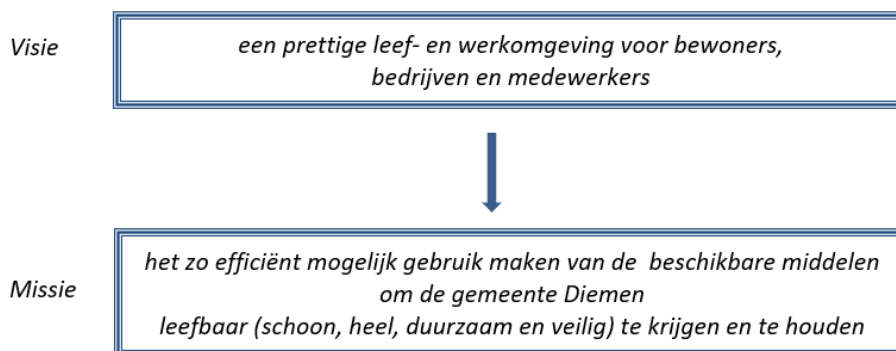 Visie
een prettige leef- en werkomgeving voor bewoners,
bedrijven en medewerkers
Missie
het zo efficiënt mogelijk gebruik maken van de beschikbare middelen
om de gemeente Diemen
leefbaar (schoon, heel, duurzaam en veilig) te krijgen en te houden